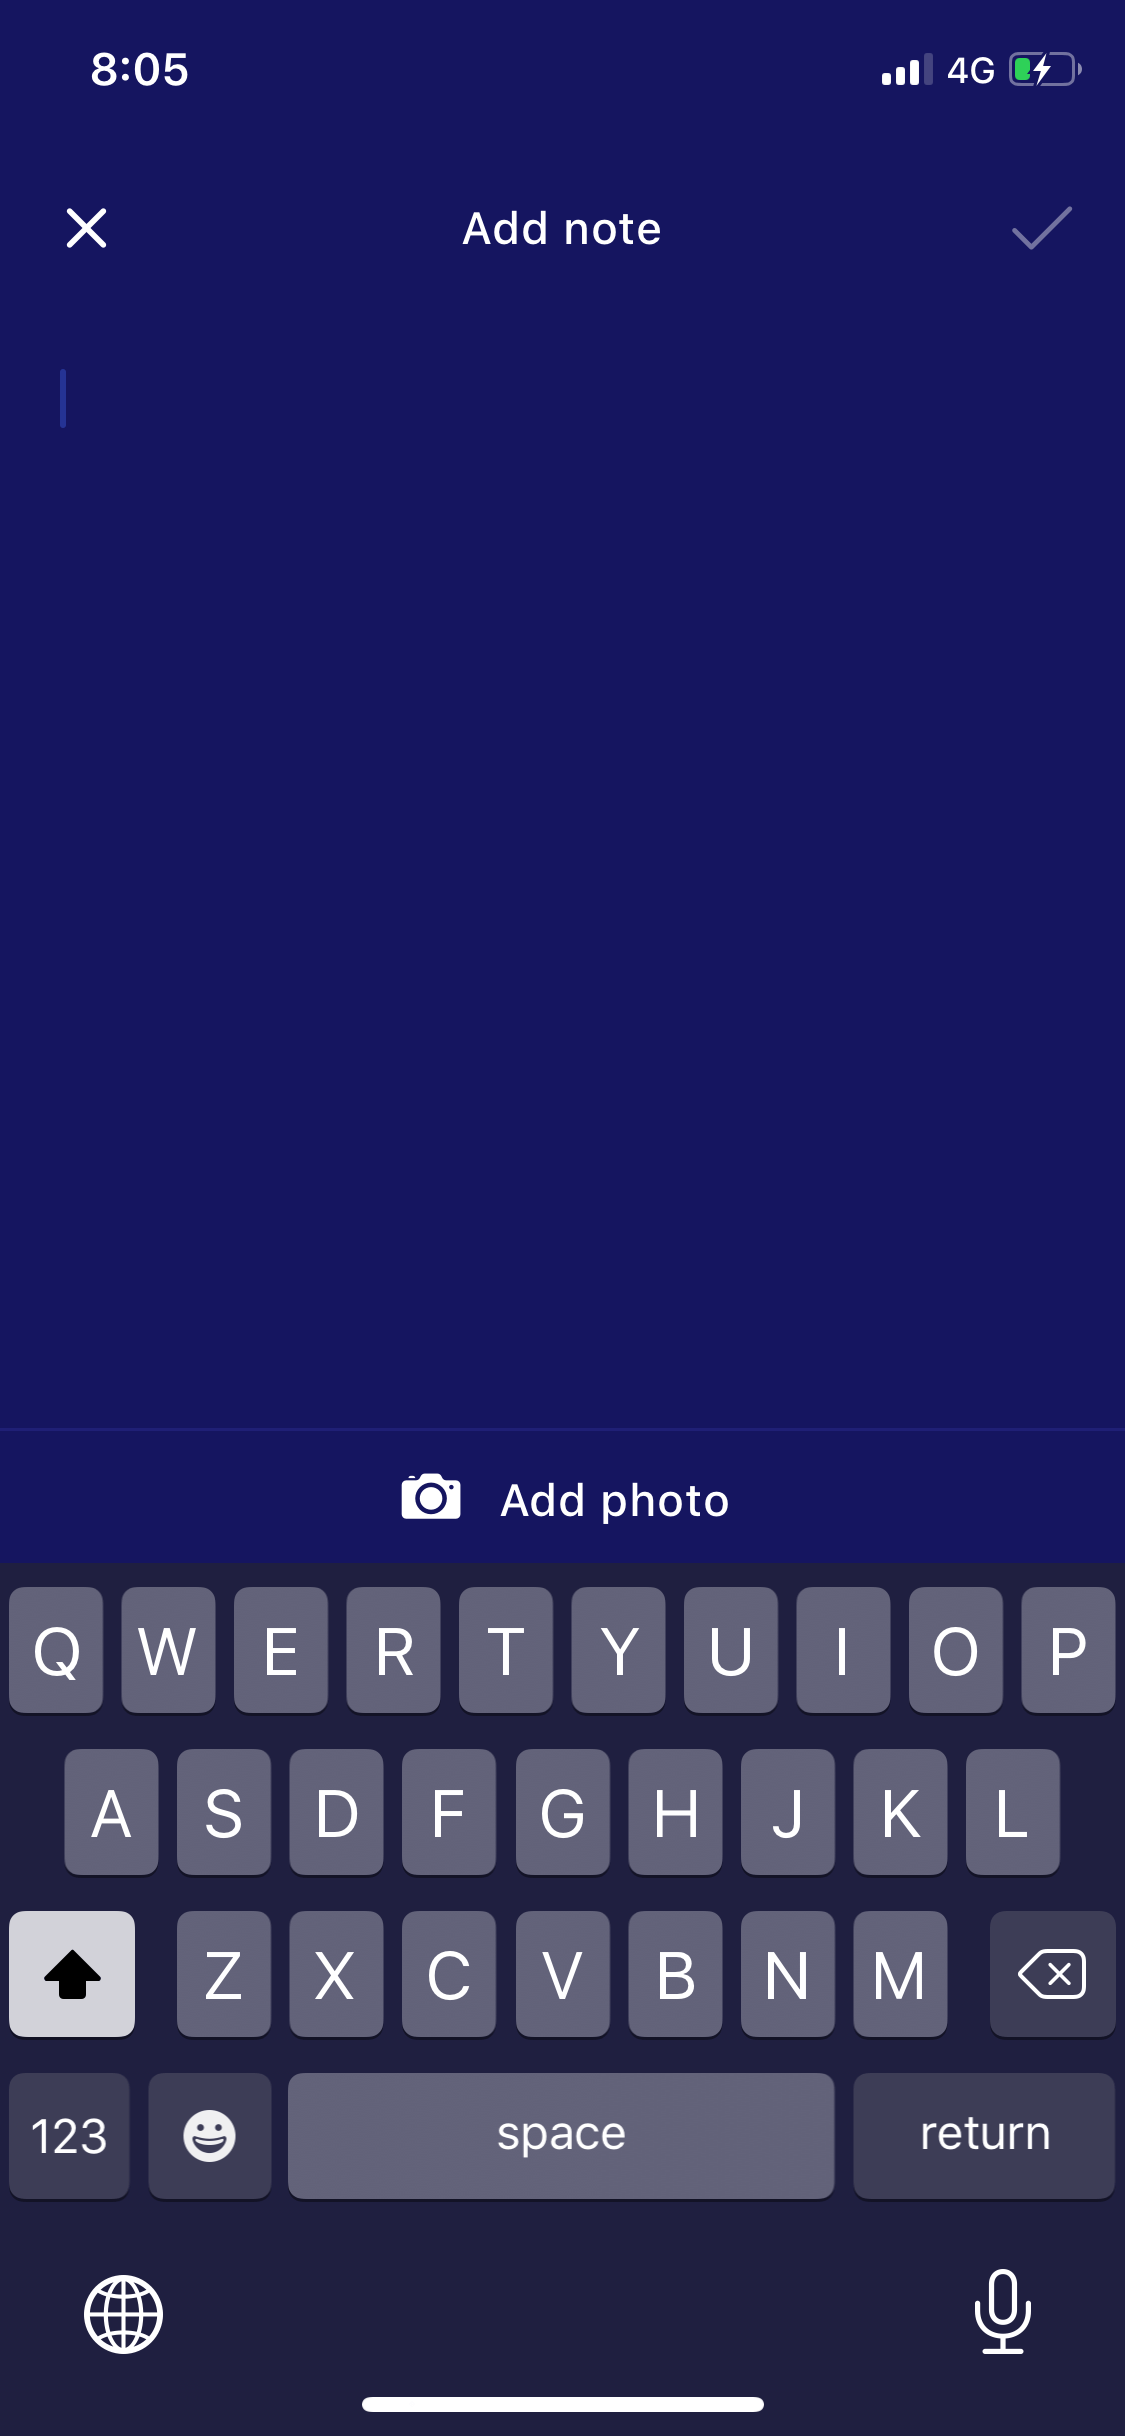 8:05 4G
Add note
Add photo
Q W E R T Y U I O P
A S D F G H J K L
Z X C V B N M
123 space return